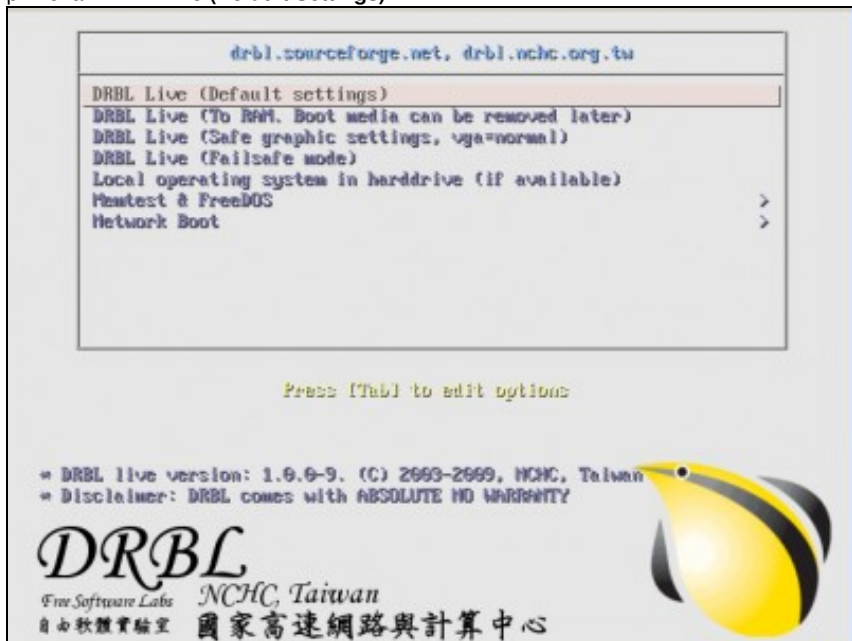 drbl.sourceforge.net, drbl.nchc.org.tw
DRBL Live (Default settings)
DRBL Live (To RAM. Boot media can be removed later)
DRBL Live (Safe graphic settings, vga=normal)
DRBL Live (Failsafe mode)
Local operating system in harddrive (if available)
Memtest & FreeDOS >
Network Boot >
Press [Tab] to edit options
* DRBL live version: 1.0.0-9. (C) 2003-2009, NCHC, Taiwan
* Disclaimer: DRBL comes with ABSOLUTE NO WARRANTY
DRBL
Free Software Labs NCHC, Taiwan
自由軟體實驗室 國家高速網路與計算中心